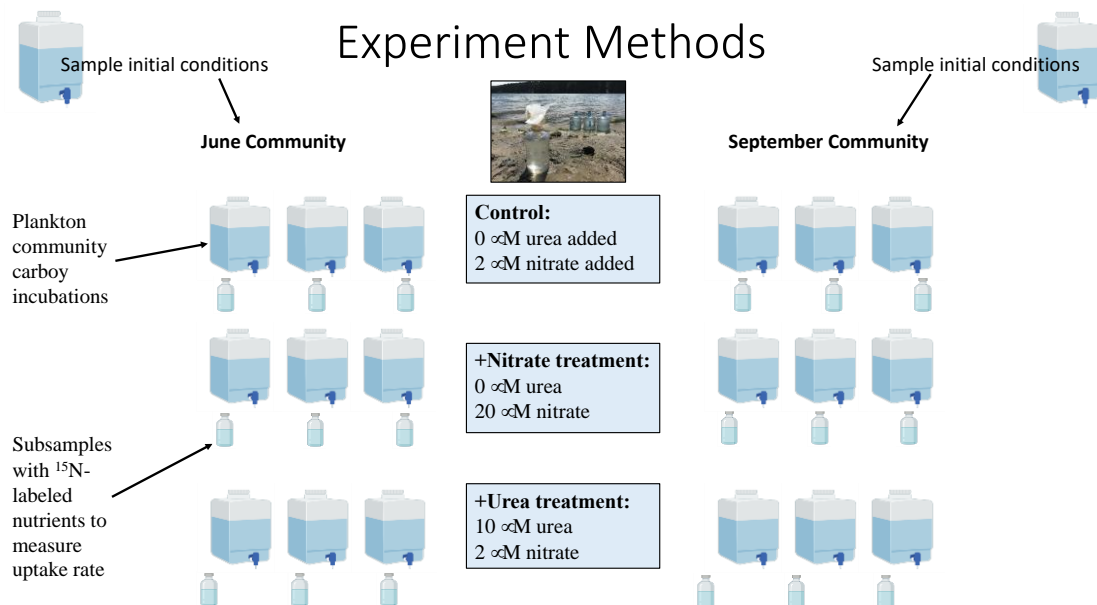 Experiment Methods
Sample initial conditions
Sample initial conditions
June Community
September Community
Plankton
community
carboy
incubations
Control:
0 ∝M urea added
2 ∝M nitrate added
+Nitrate treatment:
0 ∝M urea
20 ∝M nitrate
Subsamples
with ¹⁵N-
labeled
nutrients to
measure
uptake rate
+Urea treatment:
10 ∝M urea
2 ∝M nitrate